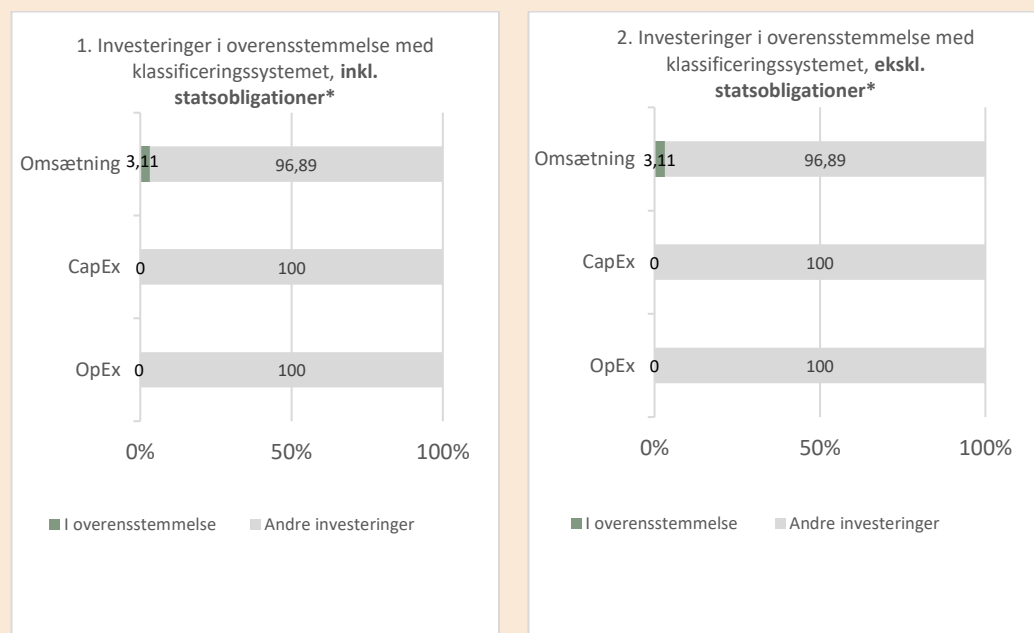 1. Investeringer i overensstemmelse med
klassificeringssystemet, inkl.
statsobligationer*
Omsætning 3,11 96,89
CapEx 0 100
OpEx 0 100
0% 50% 100%
I overensstemmelse Andre investeringer
2. Investeringer i overensstemmelse med
klassificeringssystemet, ekskl.
statsobligationer*
Omsætning 3,11 96,89
CapEx 0 100
OpEx 0 100
0% 50% 100%
I overensstemmelse Andre investeringer